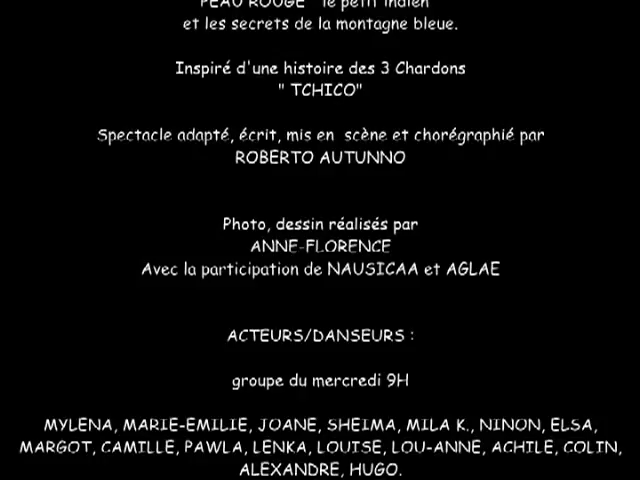 PEAU ROUGE " le petit indien "
et les secrets de la montagne bleue.
Inspiré d'une histoire des 3 Chardons
" TCHICO"
Spectacle adapté, écrit, mis en scène et chorégraphié par
ROBERTO AUTUNNO
Photo, dessin réalisés par
ANNE-FLORENCE
Avec la participation de NAUSICAA et AGLAE
ACTEURS/DANSEURS :
groupe du mercredi 9H
MYLENA, MARIE-EMILIE, JOANE, SHEIMA, MILA K., NINON, ELSA,
MARGOT, CAMILLE, PAWLA, LENKA, LOUISE, LOU-ANNE, ACHILE, COLIN,
ALEXANDRE, HUGO.